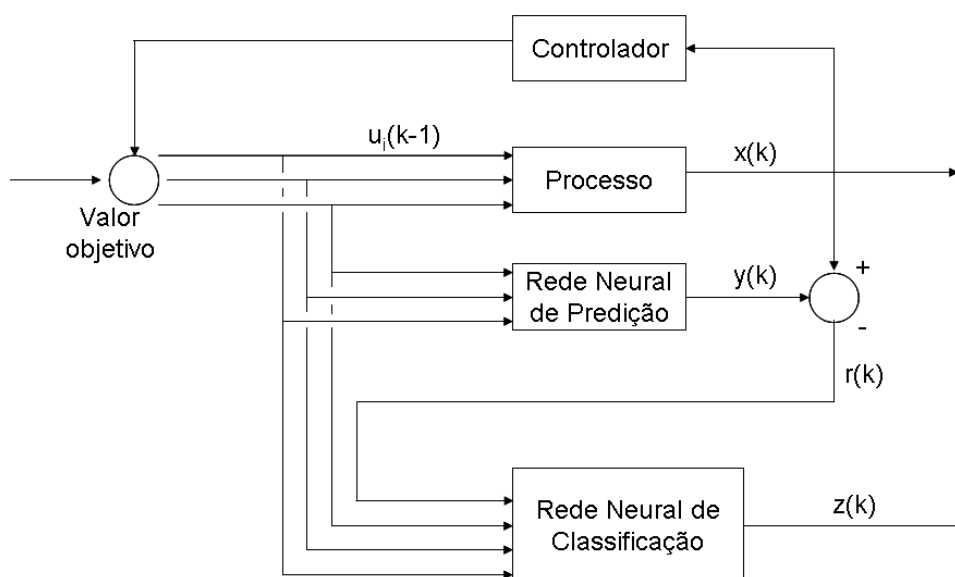 Controlador
u_i(k-1)
x(k)
Processo
Valor
objetivo
Rede Neural
de Predição
y(k)
+
-
r(k)
Rede Neural de
Classificação
z(k)